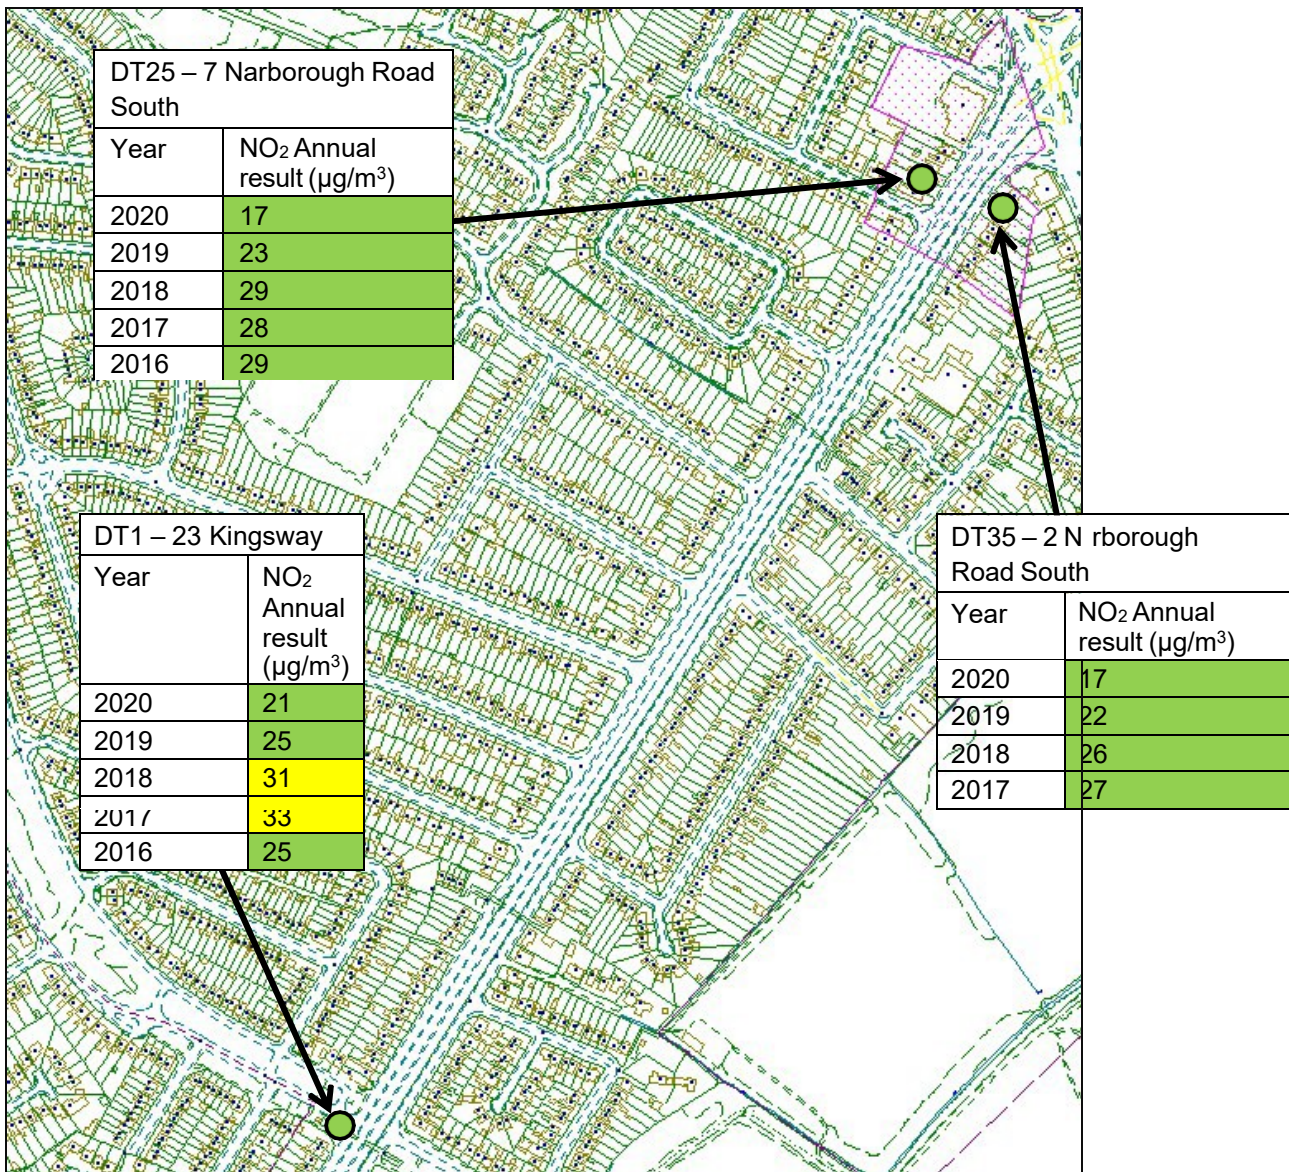 DT25 – 7 Narborough Road
South
Year NO₂ Annual
result (µg/m³)
2020 17
2019 23
2018 29
2017 28
2016 29
DT1 – 23 Kingsway
Year NO₂
Annual
result
(µg/m³)
2020 21
2019 25
2018 31
2017 33
2016 25
DT35 – 2 N rborough
Road South
Year NO₂ Annual
result (µg/m³)
2020 17
2019 22
2018 26
2017 27